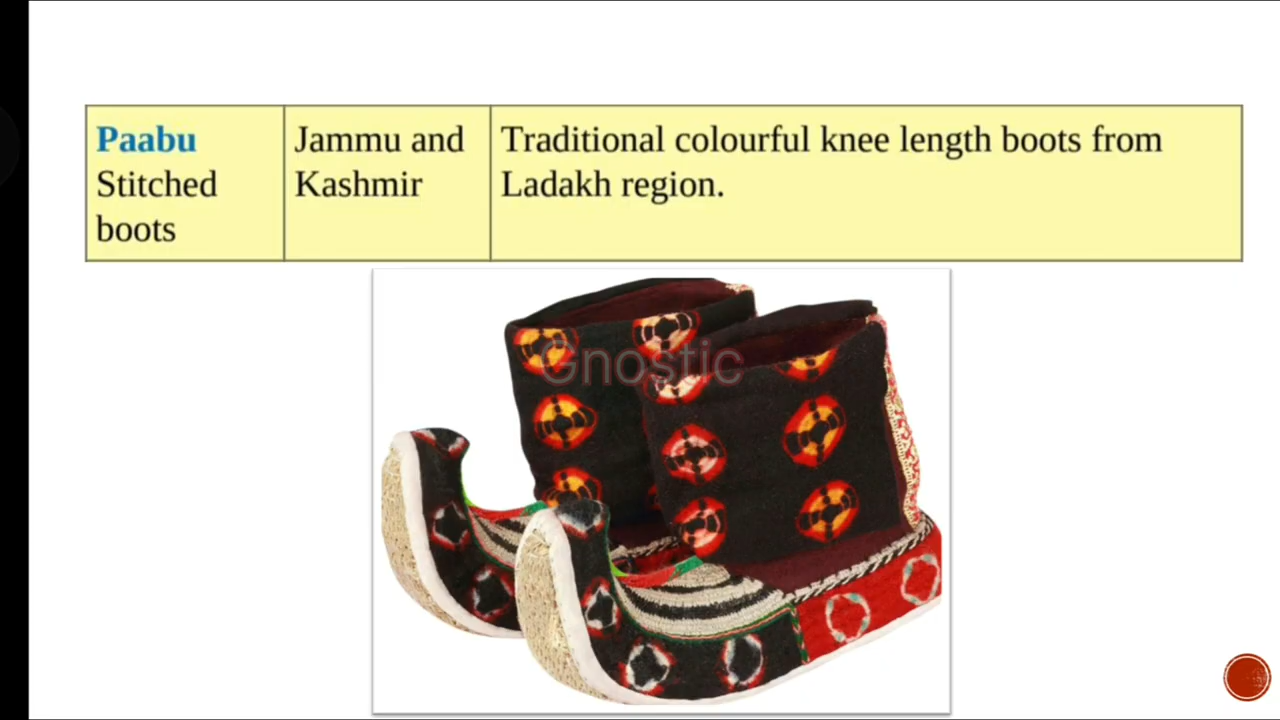 Paabu
Stitched
boots
Jammu and
Kashmir
Traditional colourful knee length boots from
Ladakh region.
Gnostic